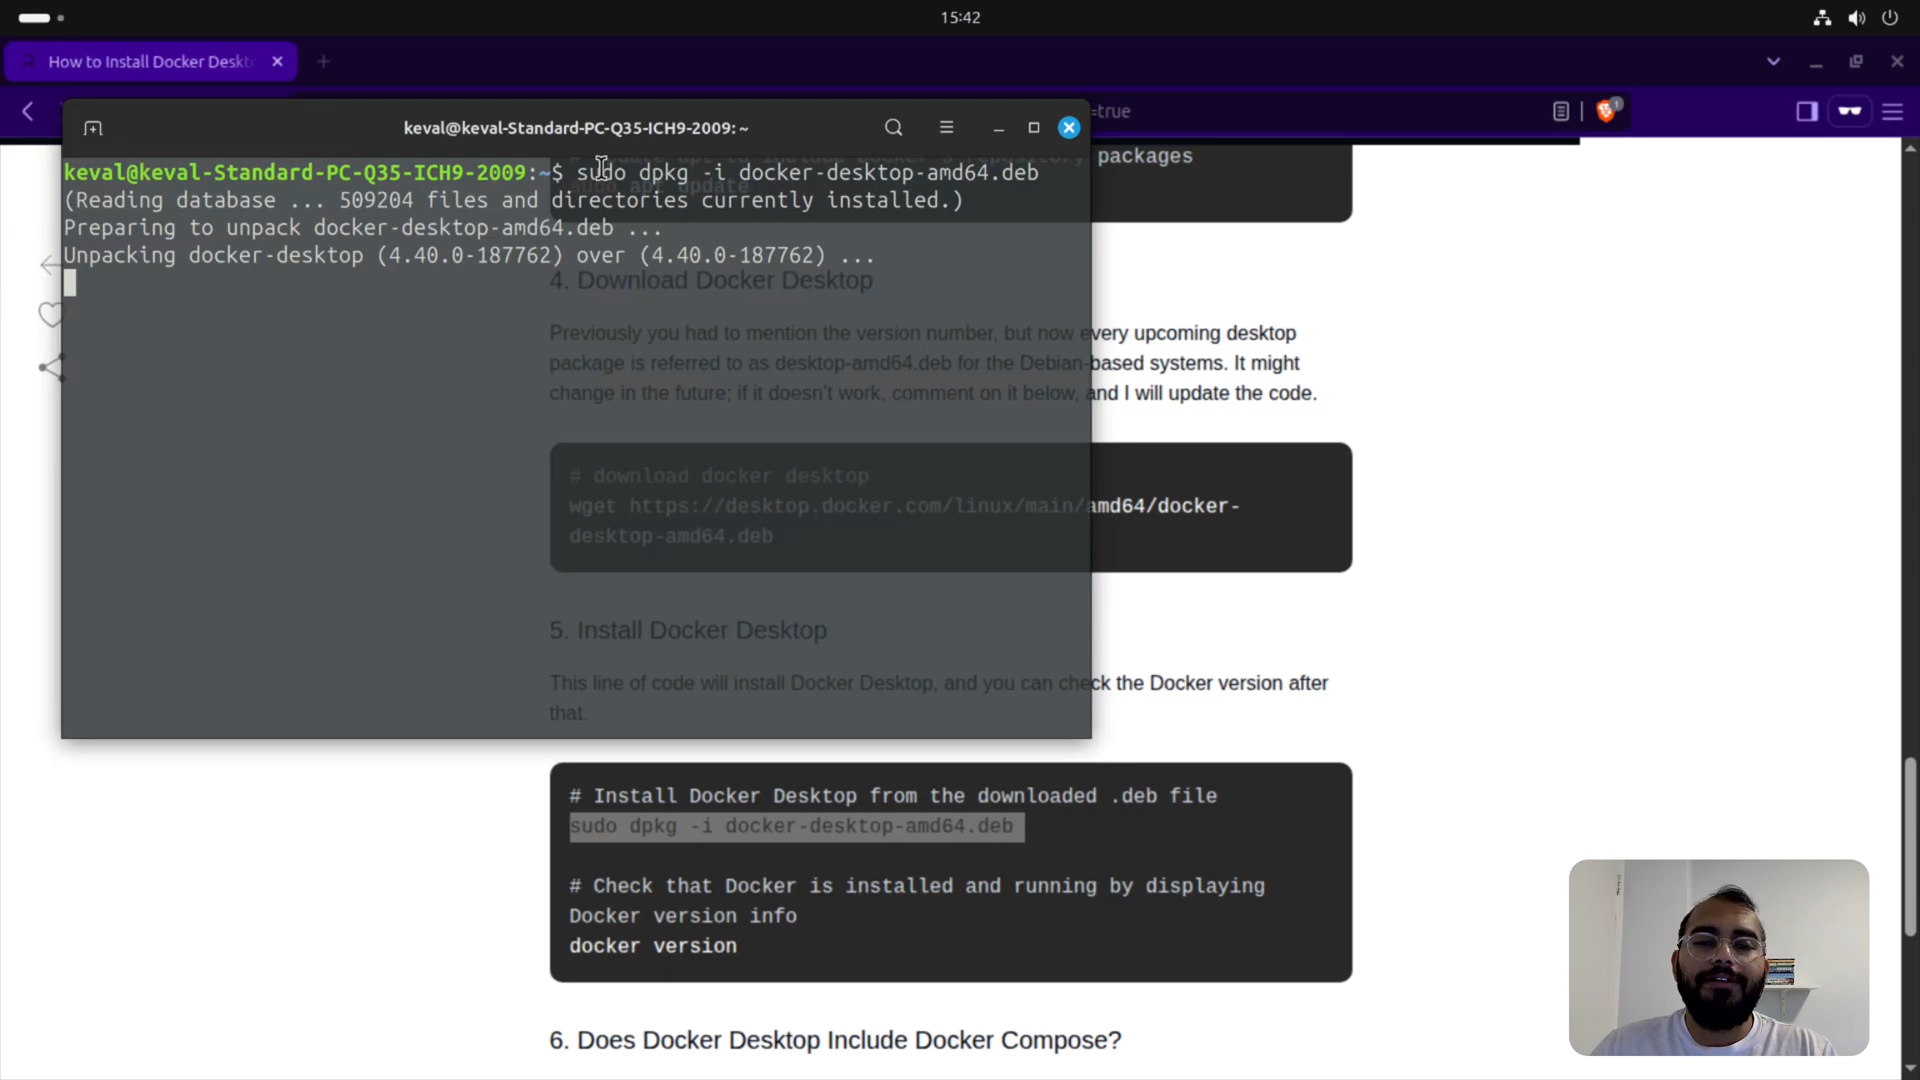 15:42
How to Install Docker Deskt
=true
keval@keval-Standard-PC-Q35-ICH9-2009: ~
keval@keval-Standard-PC-Q35-ICH9-2009:~$ sudo dpkg -i docker-desktop-amd64.deb
(Reading database ... 509204 files and directories currently installed.)
Preparing to unpack docker-desktop-amd64.deb ...
Unpacking docker-desktop (4.40.0-187762) over (4.40.0-187762) ...
packages
sudo apt update
4. Download Docker Desktop
Previously you had to mention the version number, but now every upcoming desktop
package is referred to as desktop-amd64.deb for the Debian-based systems. It might
change in the future; if it doesn't work, comment on it below, and I will update the code.
# download docker desktop
wget https://desktop.docker.com/linux/main/amd64/docker-
desktop-amd64.deb
5. Install Docker Desktop
This line of code will install Docker Desktop, and you can check the Docker version after
that.
# Install Docker Desktop from the downloaded .deb file
sudo dpkg -i docker-desktop-amd64.deb
# Check that Docker is installed and running by displaying
Docker version info
docker version
6. Does Docker Desktop Include Docker Compose?
1